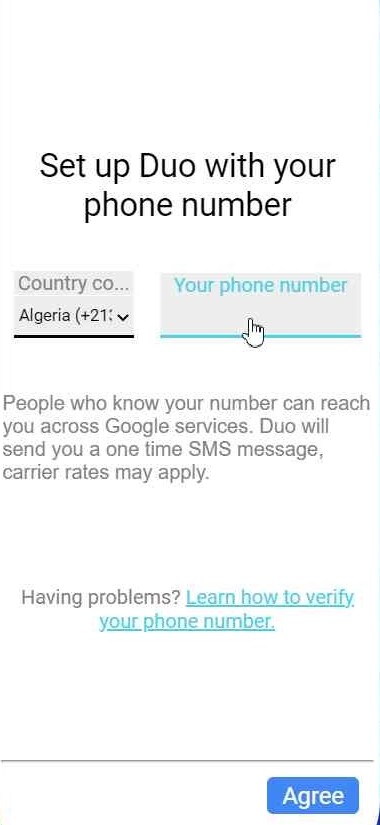 Set up Duo with your
phone number
Country co...
Your phone number
Algeria (+213
People who know your number can reach
you across Google services. Duo will
send you a one time SMS message,
carrier rates may apply.
Having problems? Learn how to verify
your phone number.
Agree